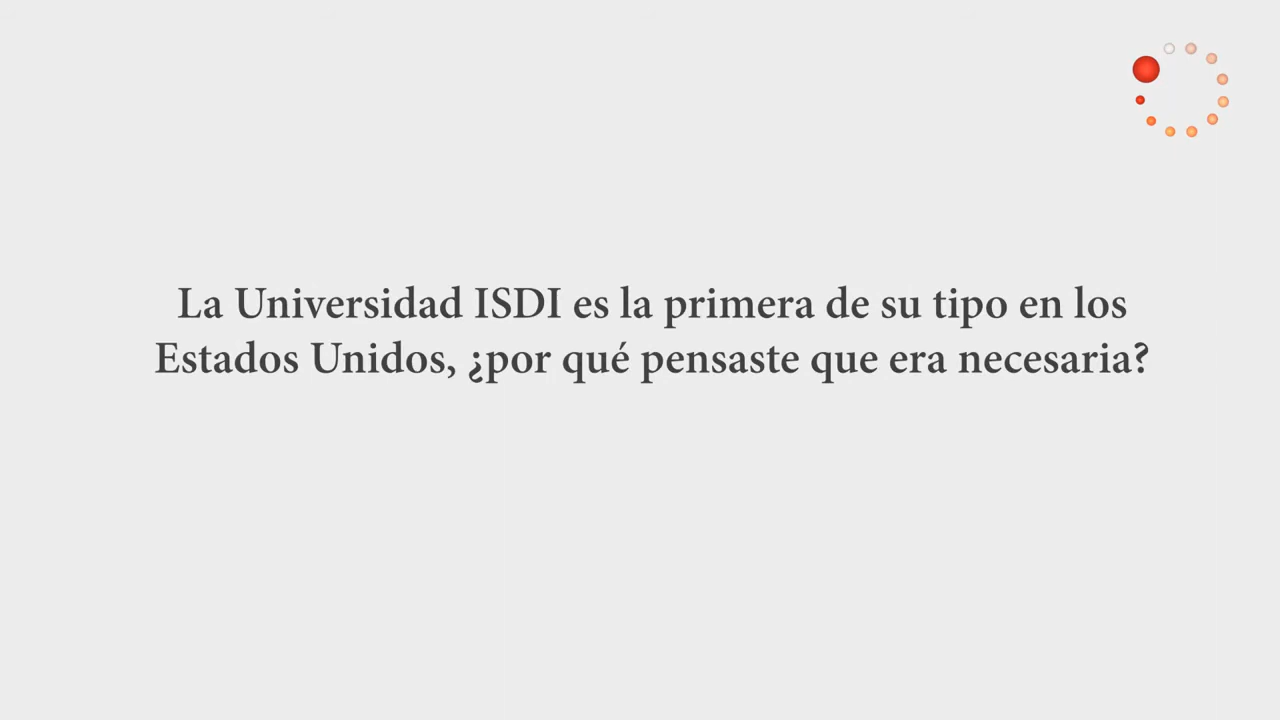 La Universidad ISDI es la primera de su tipo en los
Estados Unidos, ¿por qué pensaste que era necesaria?